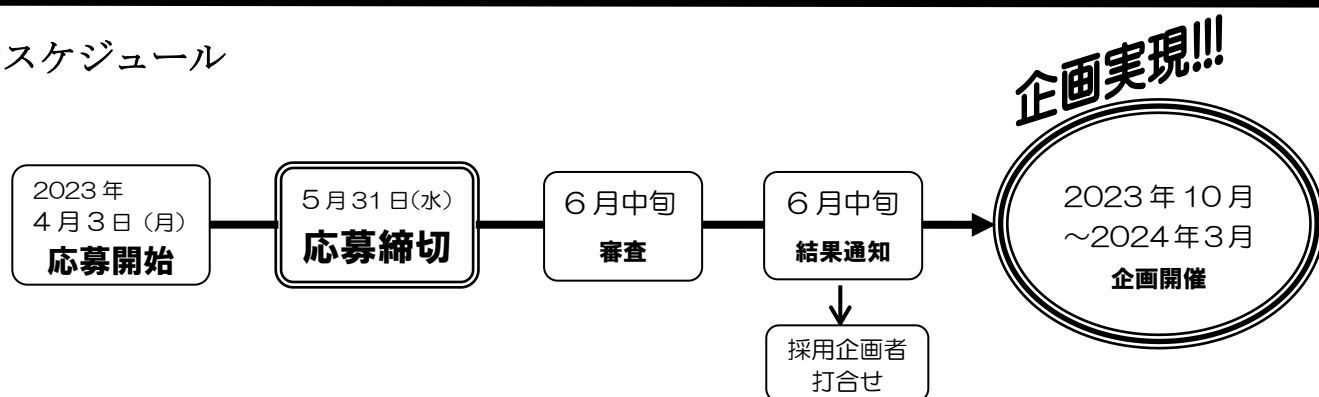 スケジュール
企画実現!!!
2023年
4月3日(月)
応募開始
5月31日(水)
応募締切
6月中旬
審査
6月中旬
結果通知
採用企画者
打合せ
2023年10月
～2024年3月
企画開催